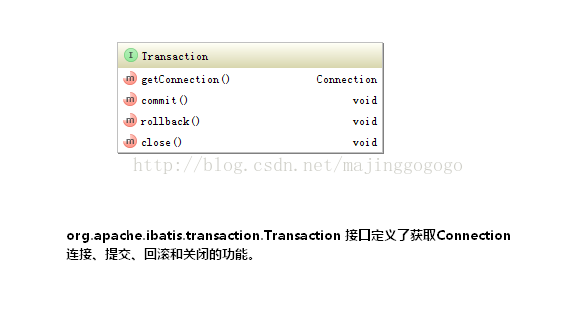 I Transaction
m getConnection() Connection
m commit() void
m rollback() void
m close() void
http://blog.csdn.net/majinggogogo
org.apache.ibatis.transaction.Transaction 接口定义了获取Connection
连接、提交、回滚和关闭的功能。